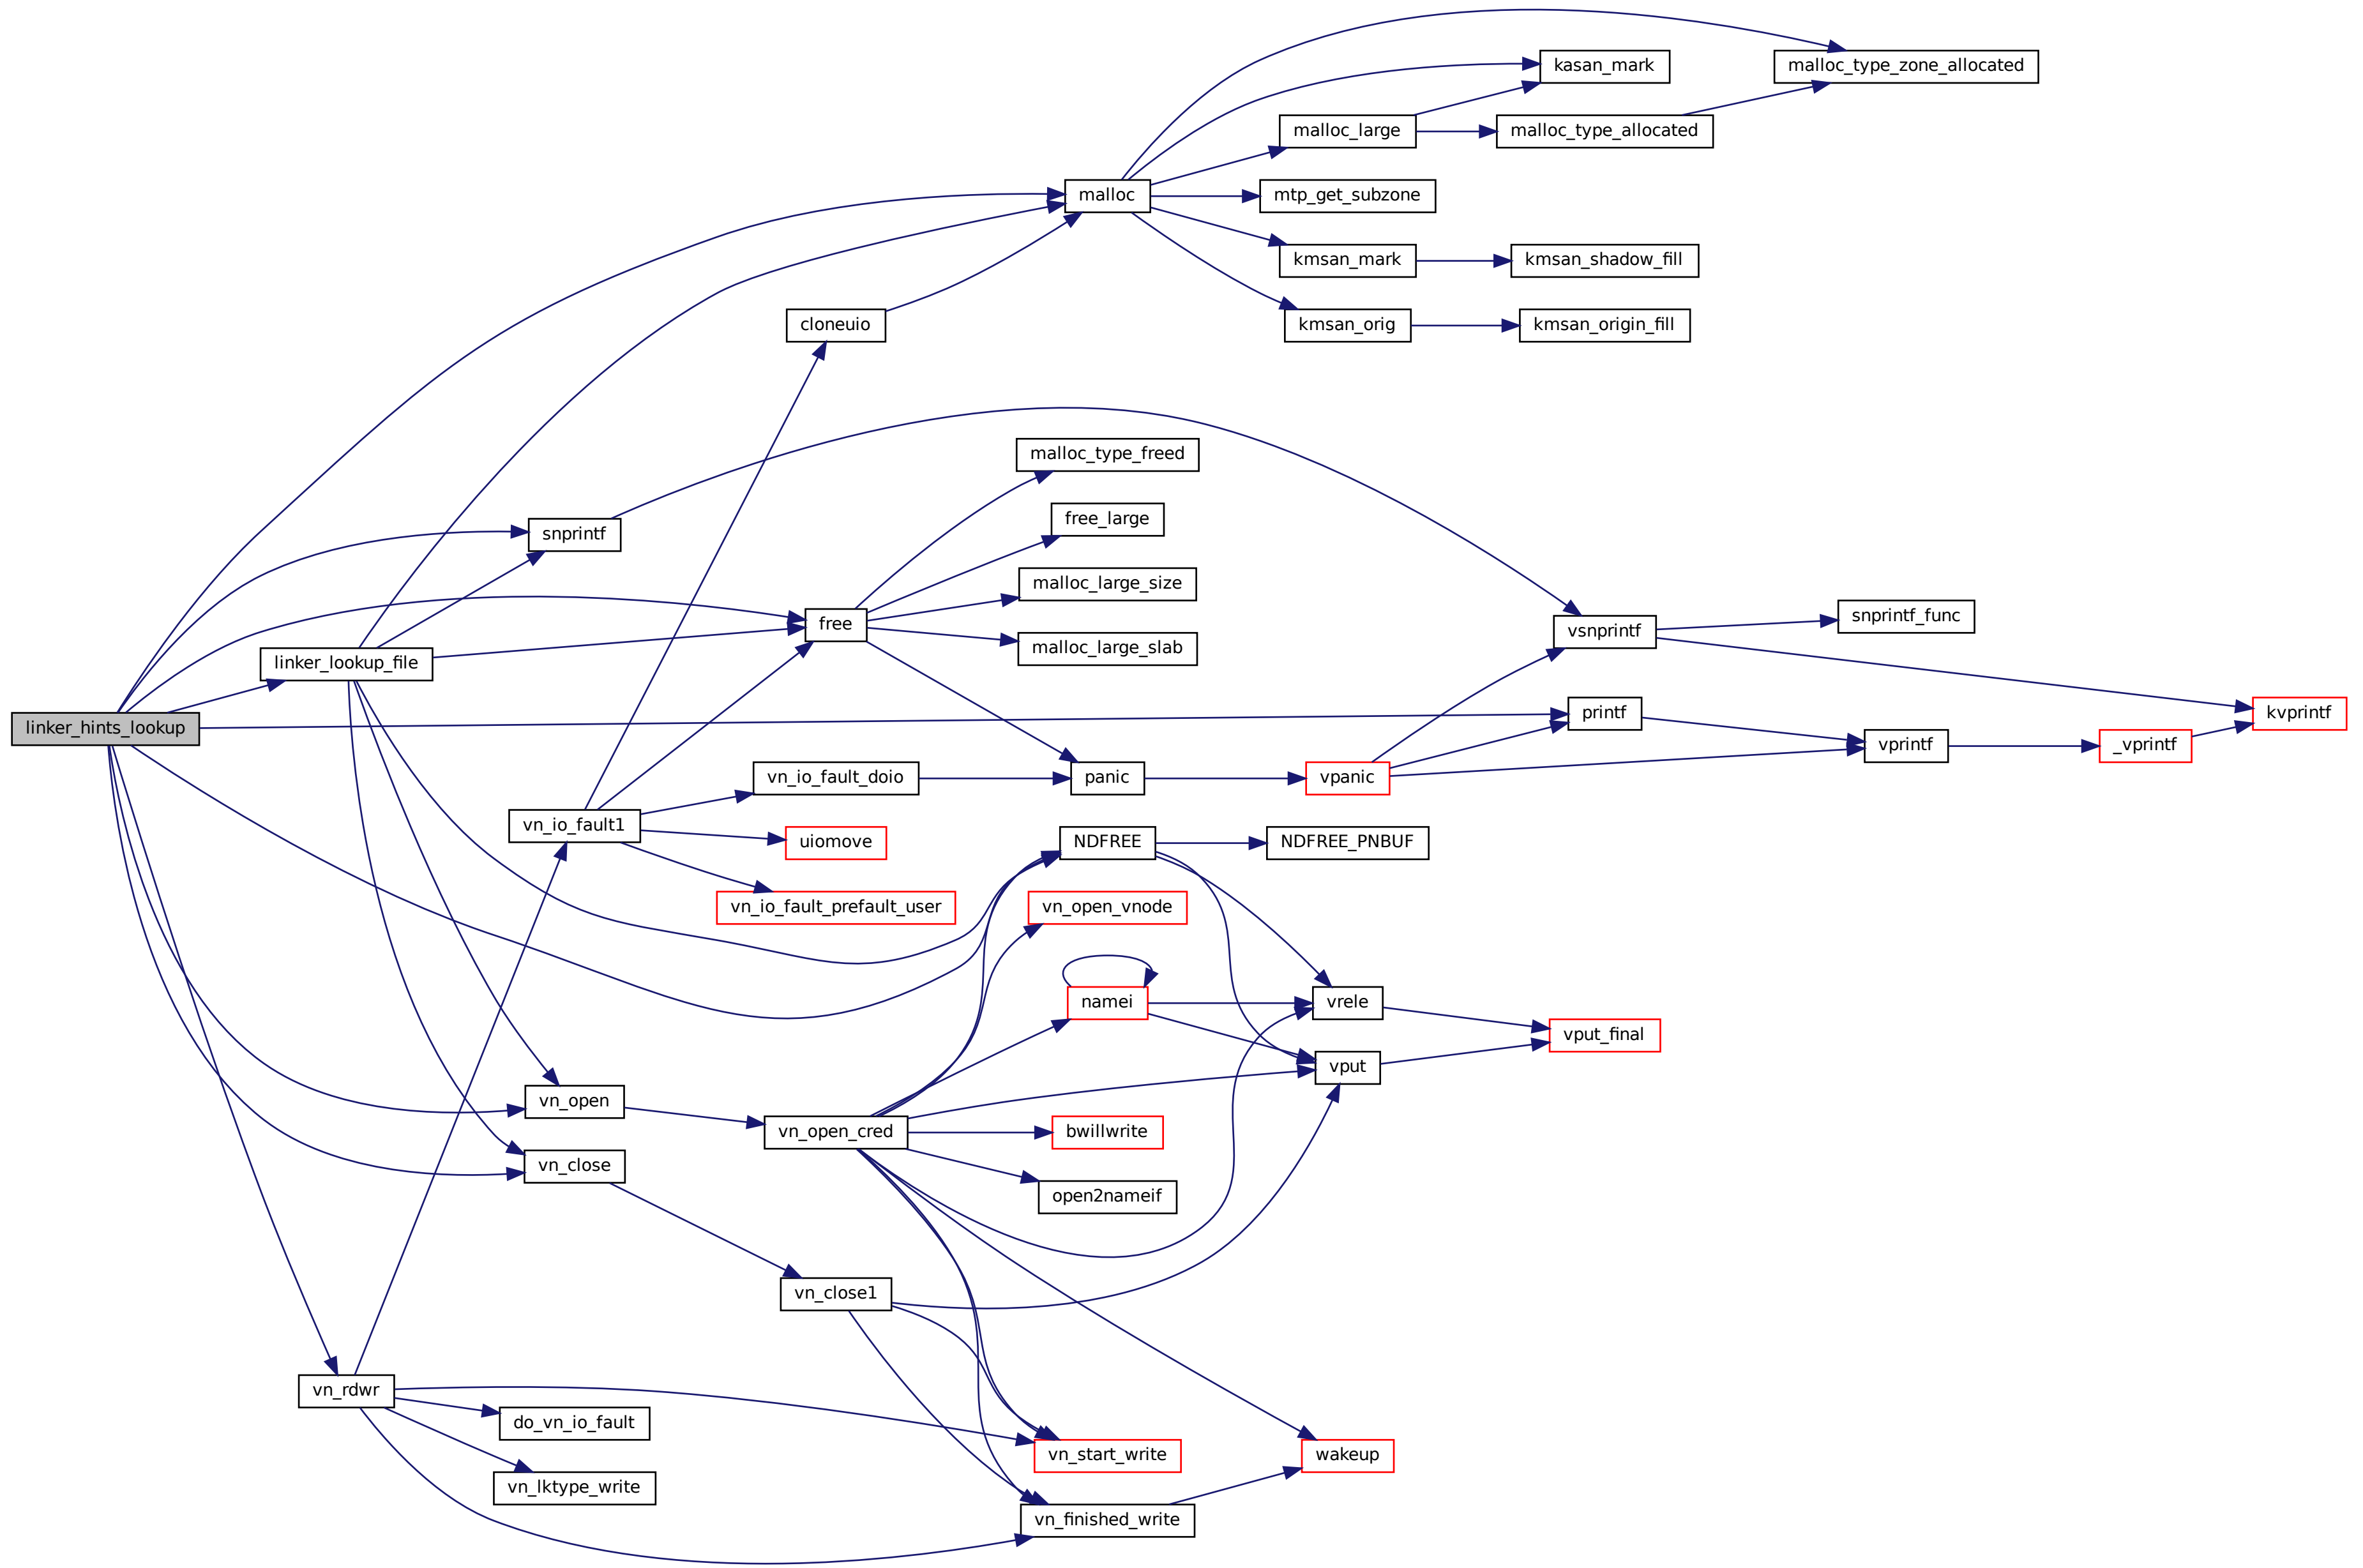 malloc_type_zone_allocated
kasan_mark
malloc_large
malloc_type_allocated
malloc
mtp_get_subzone
kmsan_mark
kmsan_shadow_fill
cloneuio
kmsan_orig
kmsan_origin_fill
malloc_type_freed
free_large
snprintf
malloc_large_size
snprintf_func
free
vsnprintf
malloc_large_slab
linker_lookup_file
kvprintf
printf
linker_hints_lookup
vprintf
_vprintf
vn_io_fault_doio
panic
vpanic
vn_io_fault1
uiomove
NDFREE
NDFREE_PNBUF
vn_io_fault_prefault_user
vn_open_vnode
namei
vrele
vput_final
vput
vn_open
vn_open_cred
bwillwrite
vn_close
open2nameif
vn_close1
vn_rdwr
do_vn_io_fault
vn_start_write
wakeup
vn_lktype_write
vn_finished_write